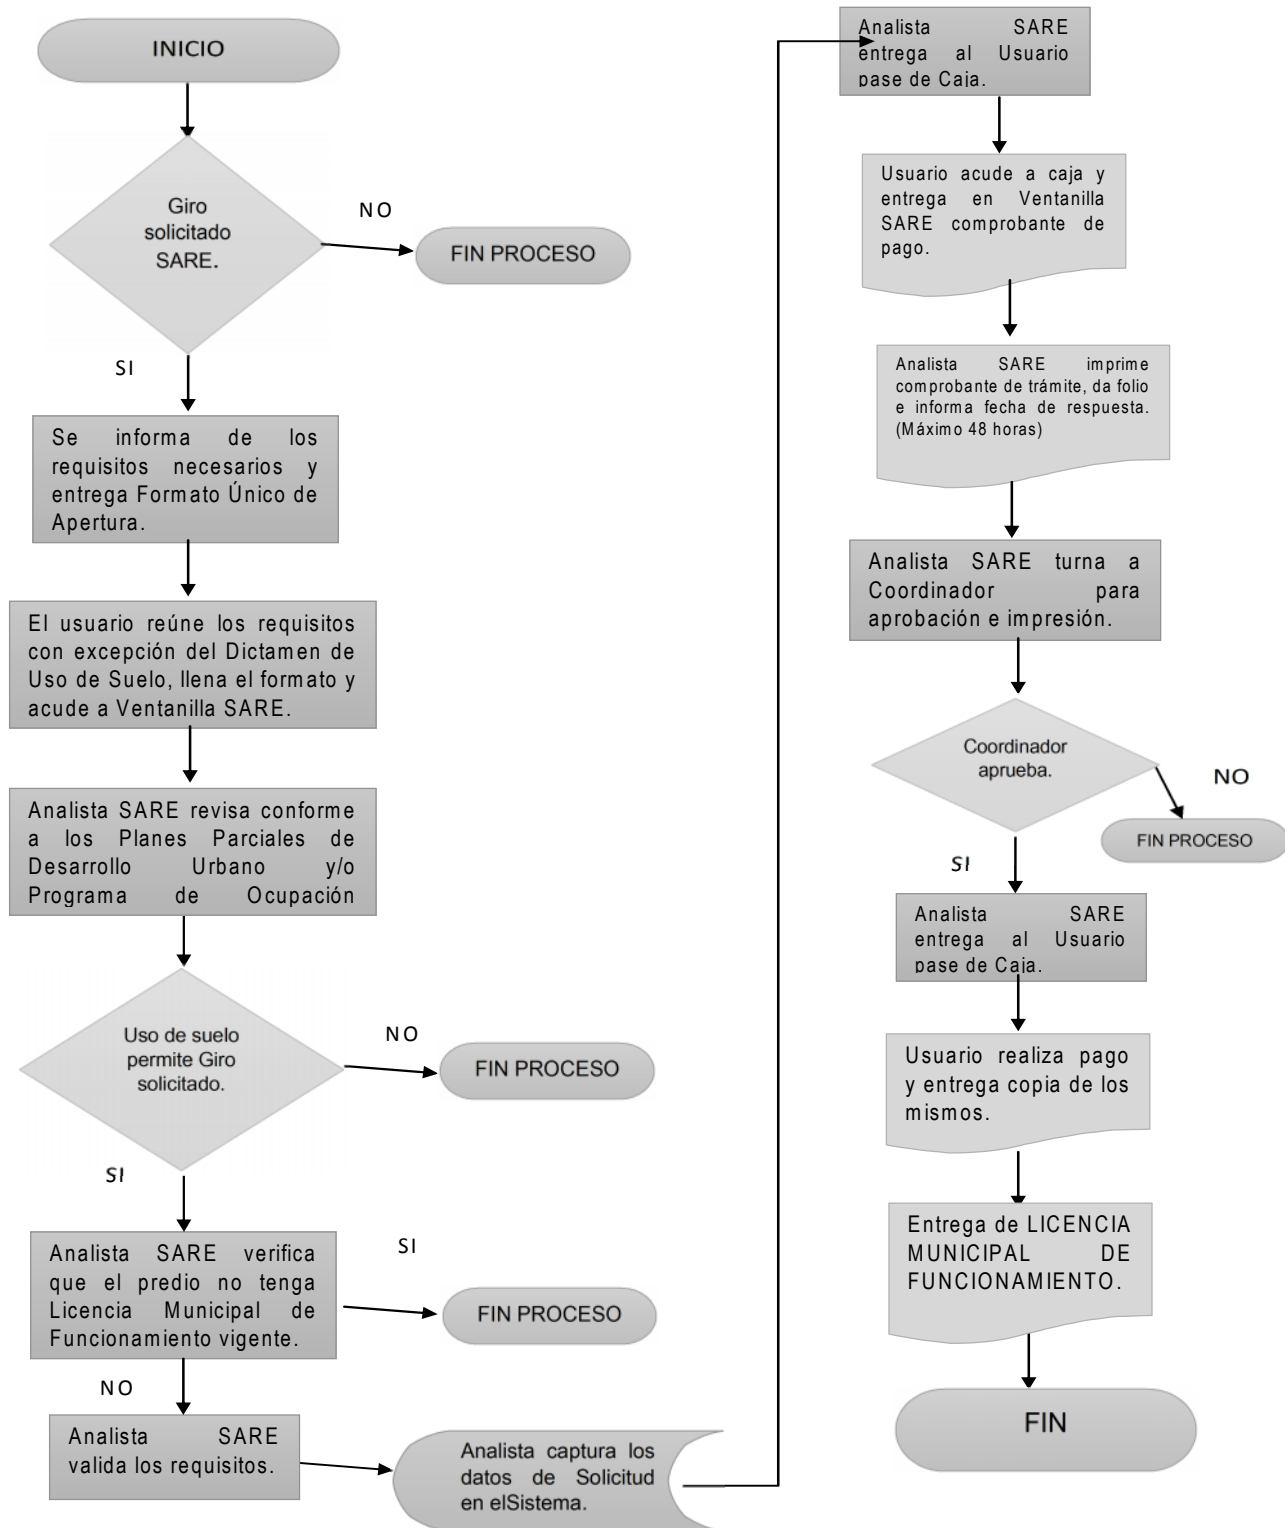 INICIO
Giro
solicitado
SARE.
NO
FIN PROCESO
SI
Se informa de los
requisitos necesarios y
entrega Formato Único de
Apertura.
El usuario reúne los requisitos
con excepción del Dictamen de
Uso de Suelo, llena el formato y
acude a Ventanilla SARE.
Analista SARE revisa conforme
a los Planes Parciales de
Desarrollo Urbano y/o
Programa de Ocupación
Uso de suelo
permite Giro
solicitado.
NO
FIN PROCESO
SI
Analista SARE verifica
que el predio no tenga
Licencia Municipal de
Funcionamiento vigente.
SI
FIN PROCESO
NO
Analista SARE
valida los requisitos.
Analista captura los
datos de Solicitud
en elSistema.
Analista SARE
entrega al Usuario
pase de Caja.
Usuario acude a caja y
entrega en Ventanilla
SARE comprobante de
pago.
Analista SARE imprime
comprobante de trámite, da folio
e informa fecha de respuesta.
(Máximo 48 horas)
Analista SARE turna a
Coordinador para
aprobación e impresión.
Coordinador
aprueba.
NO
FIN PROCESO
SI
Analista SARE
entrega al Usuario
pase de Caja.
Usuario realiza pago
y entrega copia de los
mismos.
Entrega de LICENCIA
MUNICIPAL DE
FUNCIONAMIENTO.
FIN